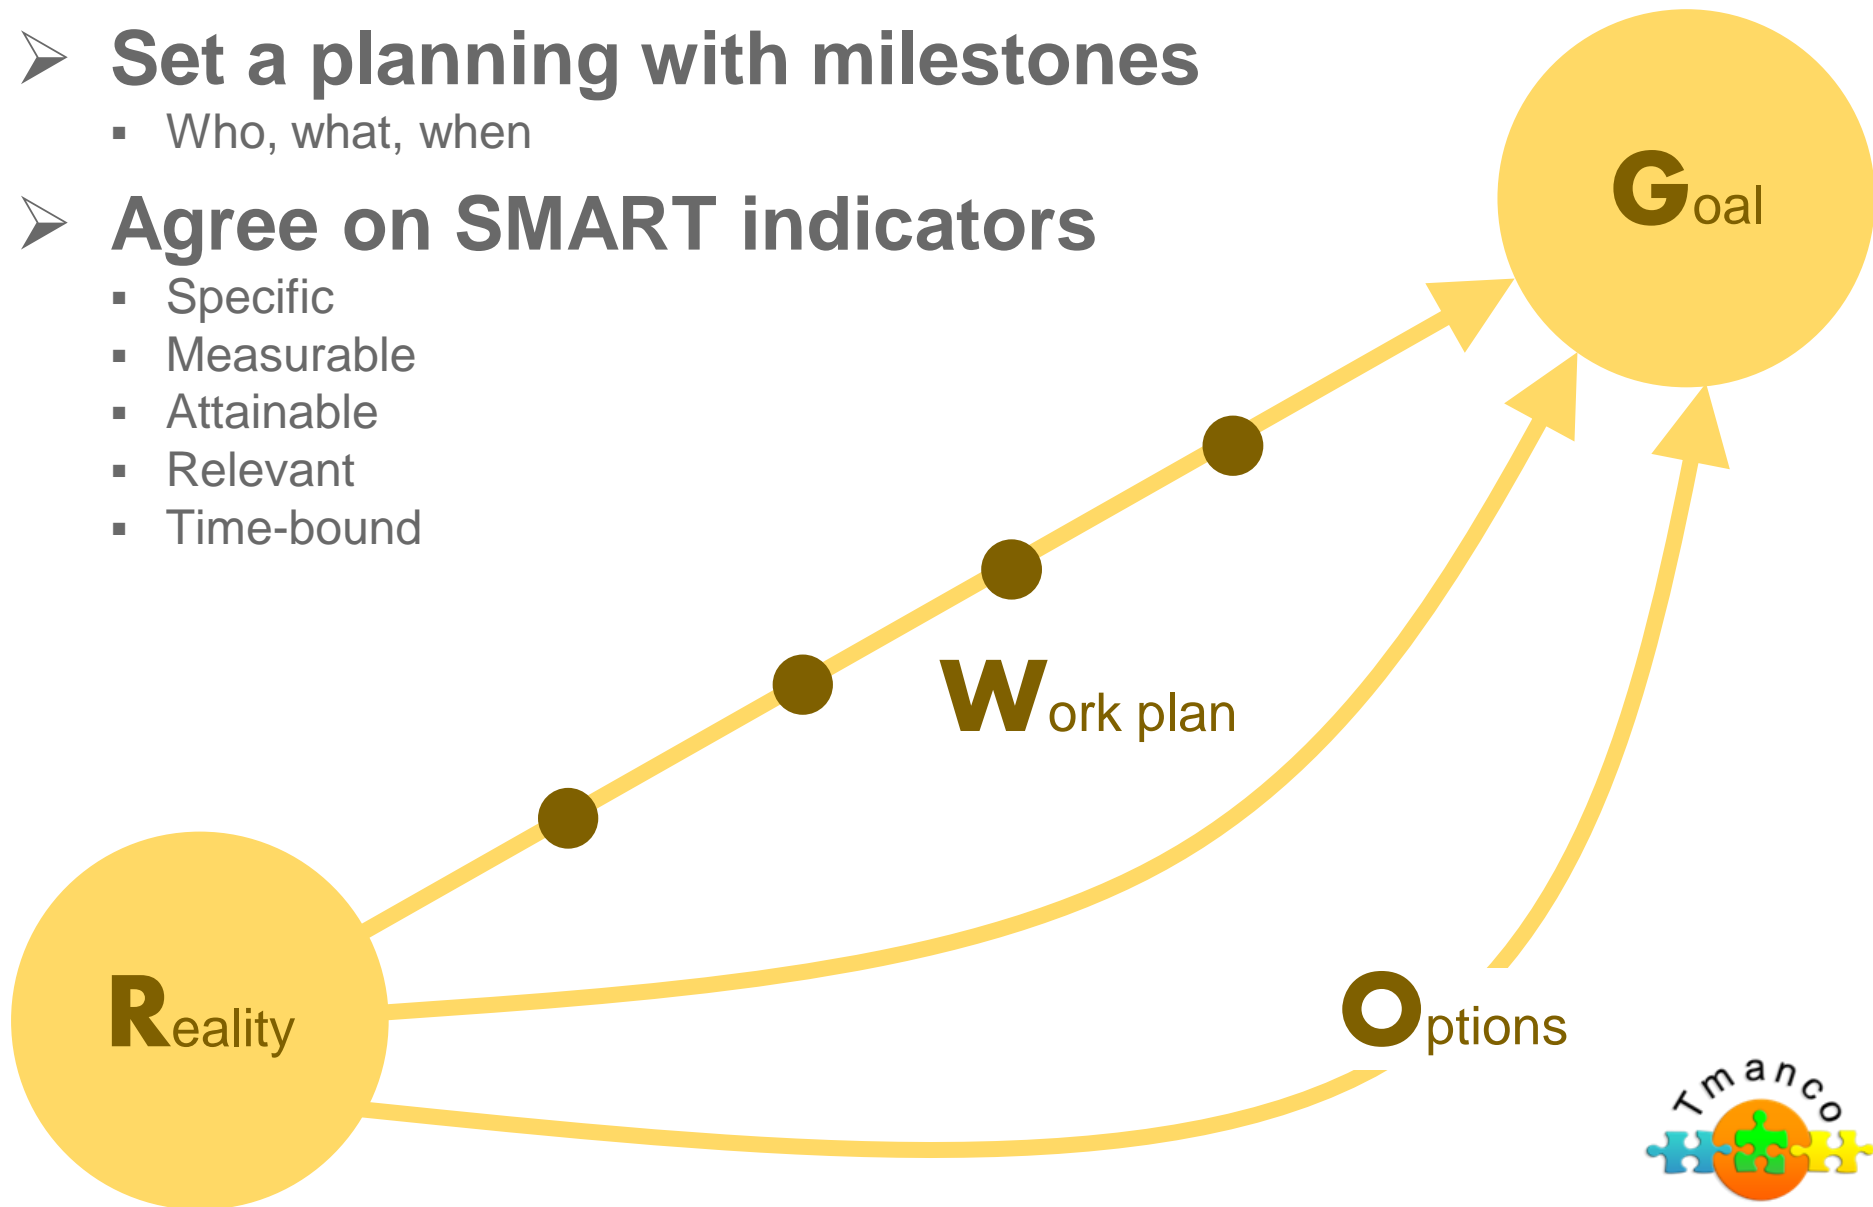 ➢ Set a planning with milestones
▪ Who, what, when
➢ Agree on SMART indicators
▪ Specific
▪ Measurable
▪ Attainable
▪ Relevant
▪ Time-bound
Goal
Work plan
Reality
Options
Tmanco